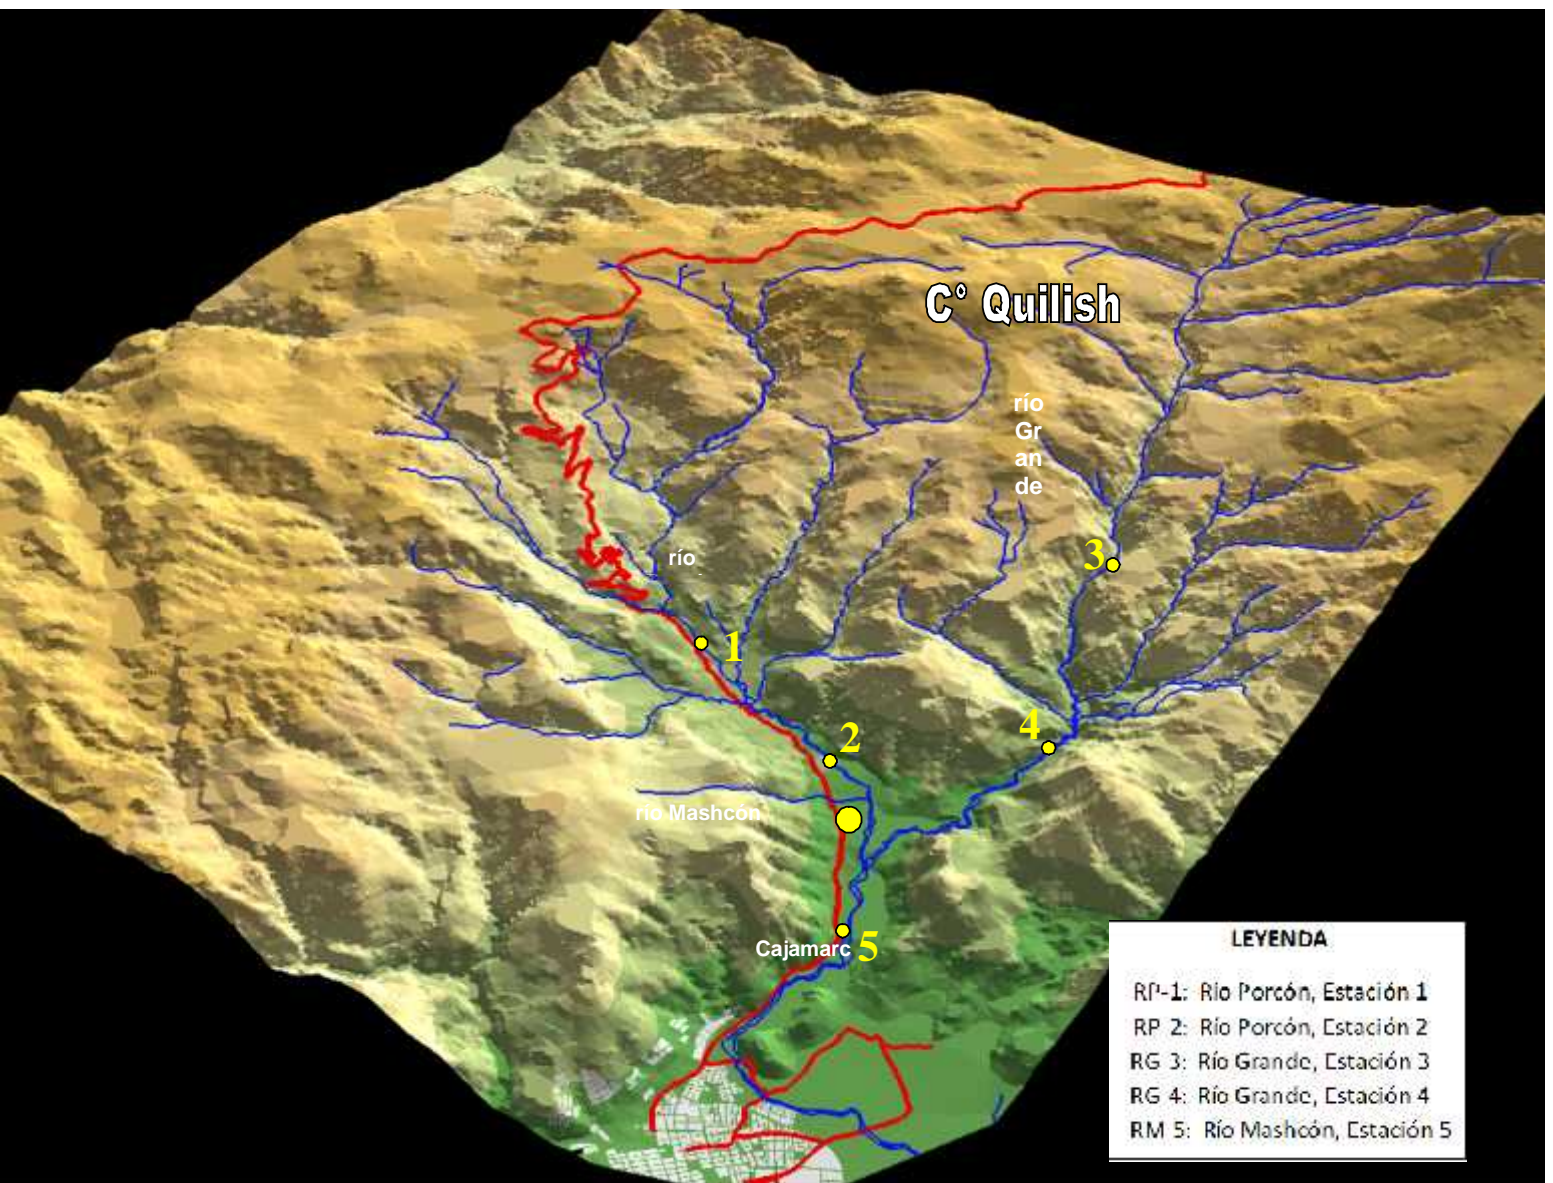 C° Quilish
río
Gr
an
de
3
río
1
4
2
río Mashcón
Cajamarc
5
LEYENDA
RP-1: Río Porcón, Estación 1
RP 2: Río Porcón, Estación 2
RG 3: Río Grande, Estación 3
RG 4: Río Grande, Estación 4
RM 5: Río Mashcón, Estación 5